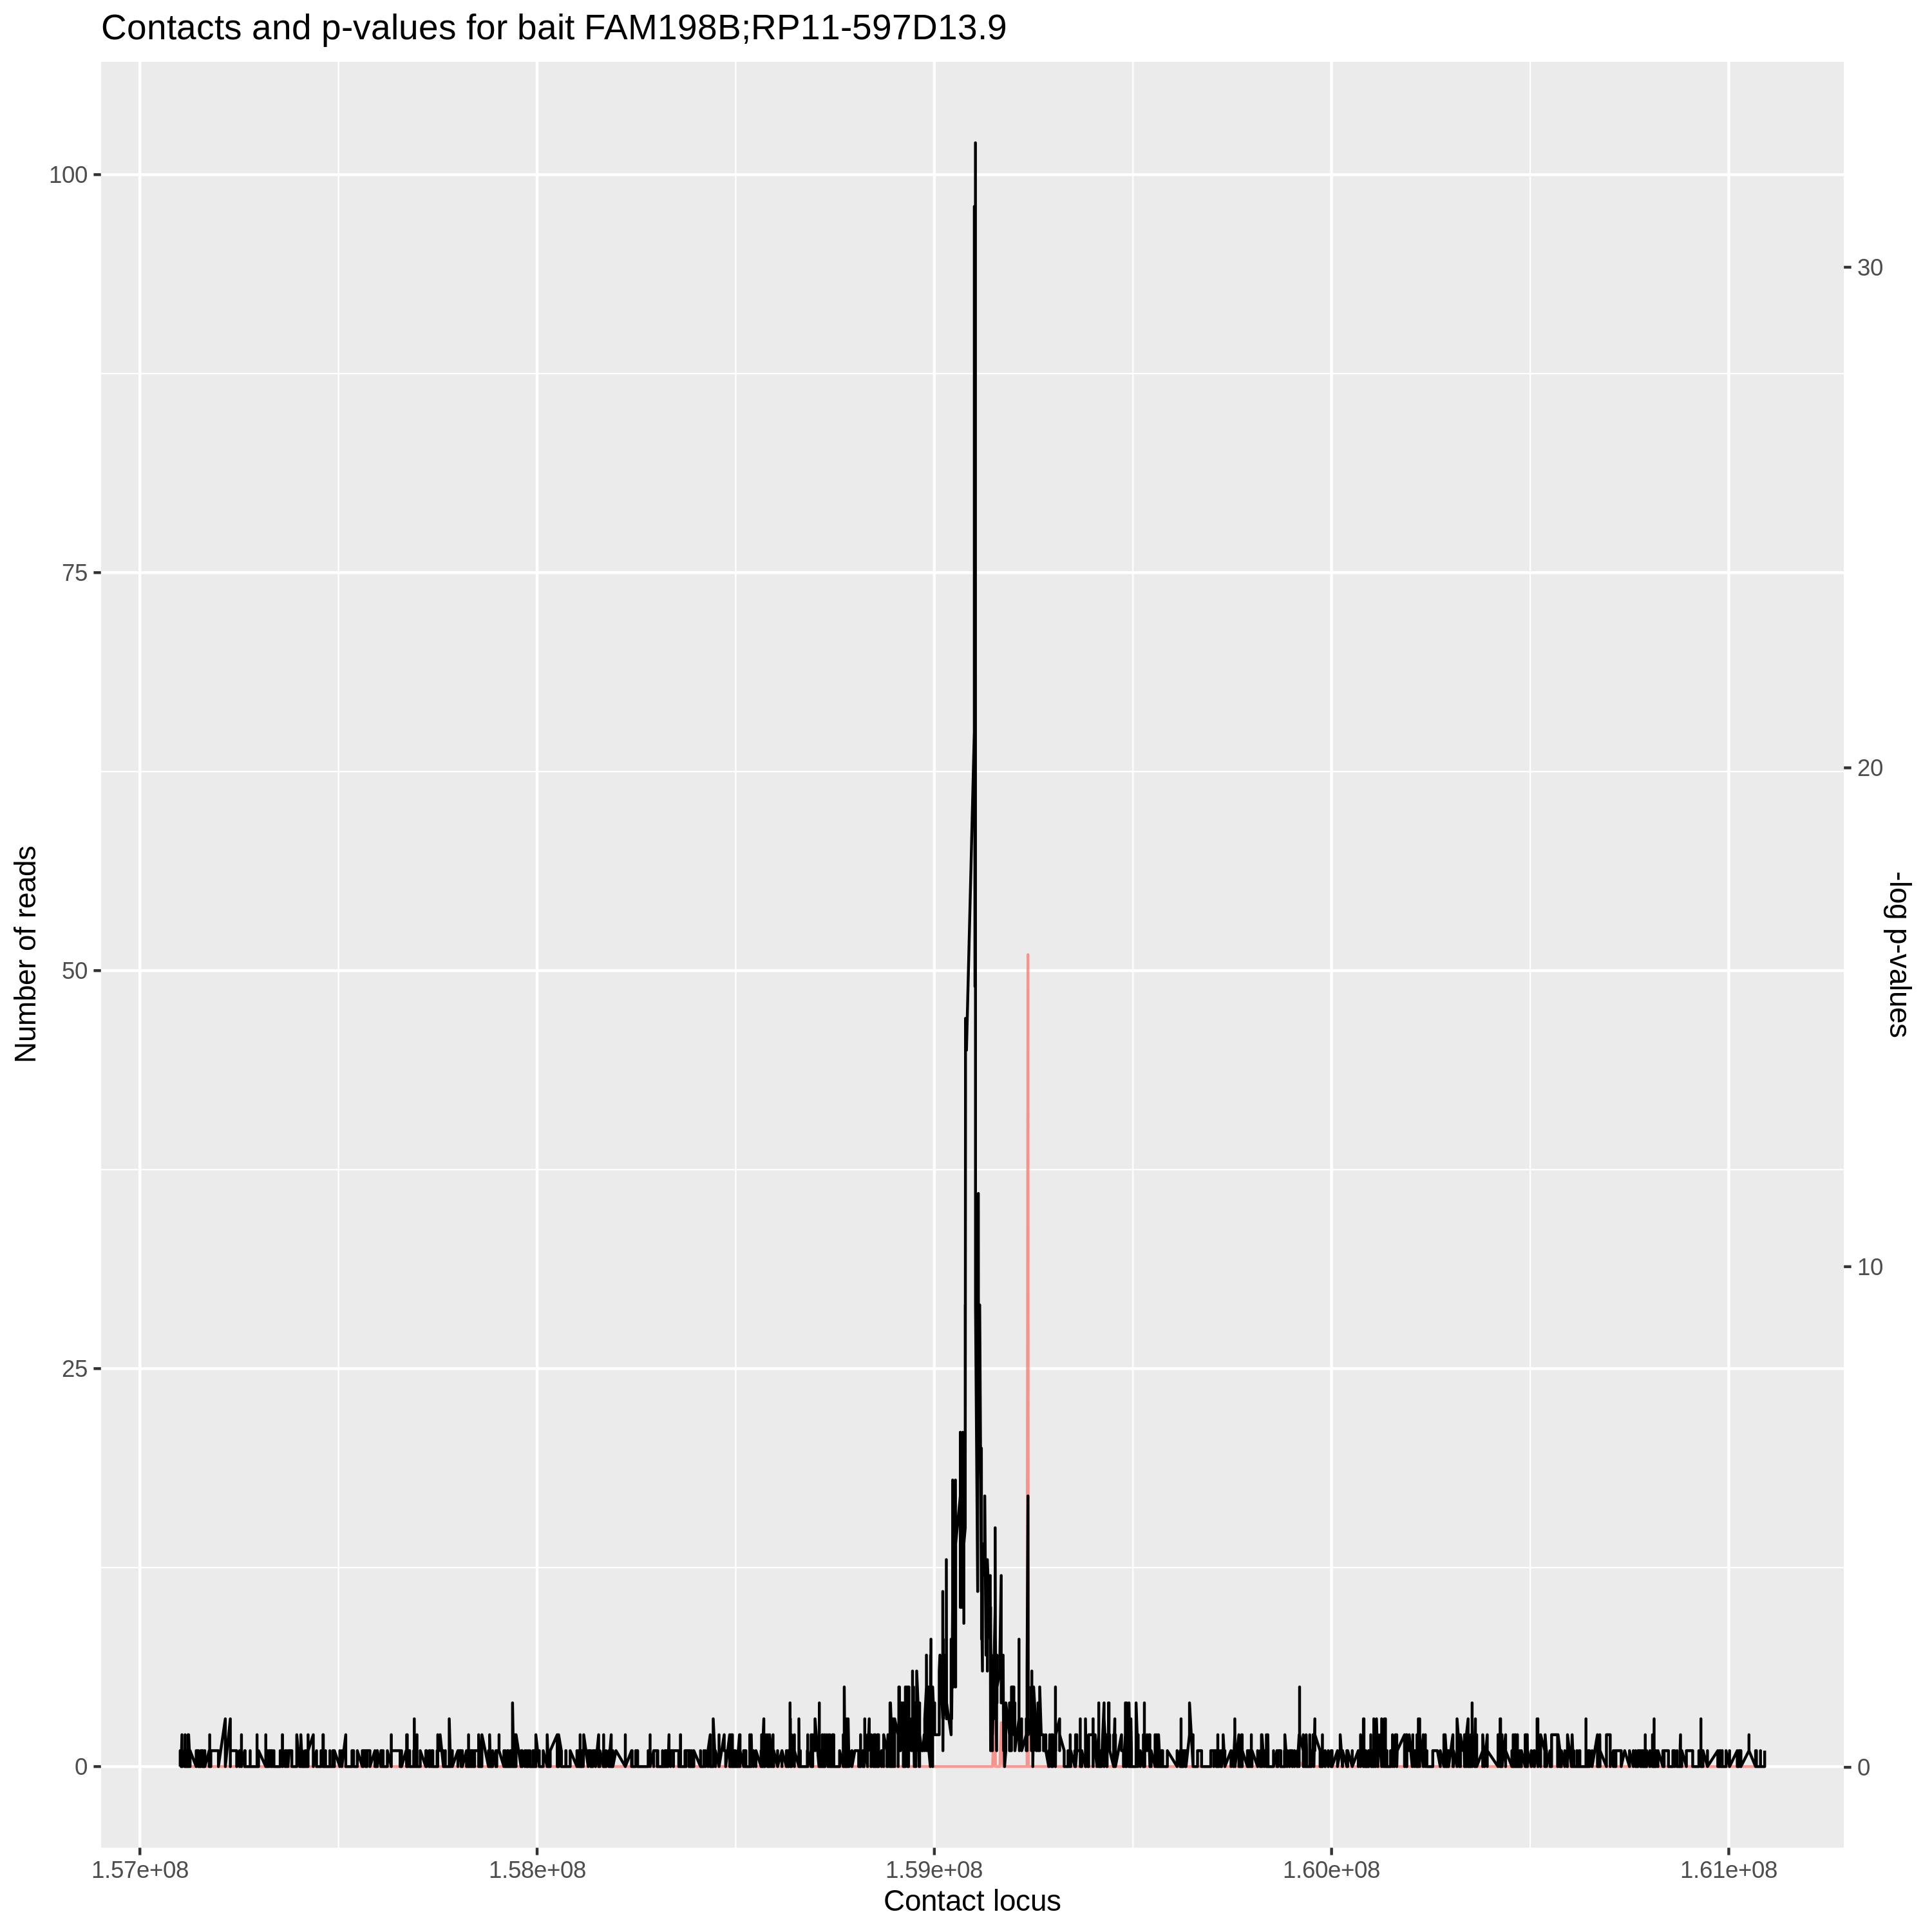 Contacts and p-values for bait FAM198B;RP11-597D13.9
100
75
50
25
0
Number of reads
30
20
10
0
-log p-values
1.57e+08
1.58e+08
1.59e+08
1.60e+08
1.61e+08
Contact locus